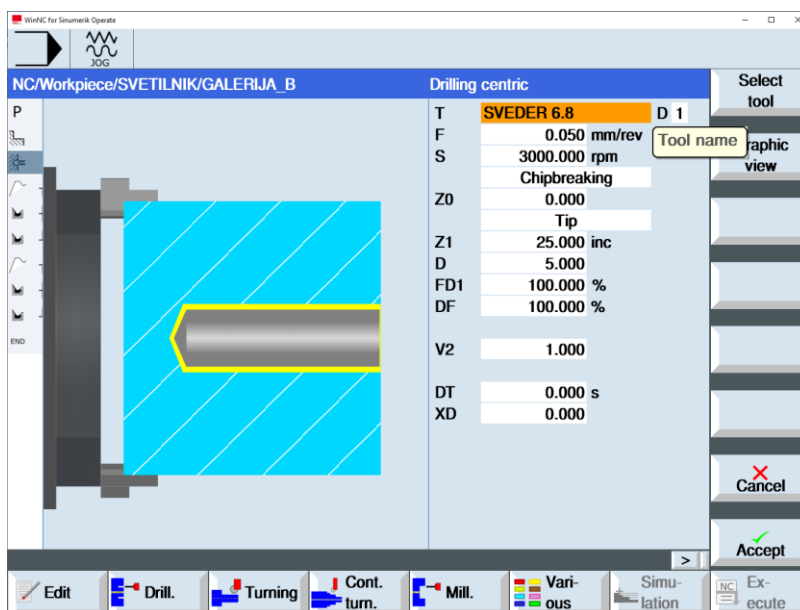 WinNC for Sinumerik Operate
JOG
NC/Workpiece/SVETILNIK/GALERIJA_B
Drilling centric
Select
tool
P
T SVEDER 6.8 D 1
F 0.050 mm/rev
Tool name
raphic
view
S 3000.000 rpm
Chipbreaking
Z0 0.000
Tip
Z1 25.000 inc
D 5.000
FD1 100.000 %
DF 100.000 %
END
V2 1.000
DT 0.000 s
XD 0.000
Cancel
Accept
>
Edit
Drill.
Turning
Cont.
turn.
Mill.
Vari-
ous
Simu-
lation
NC
Ex-
ecute